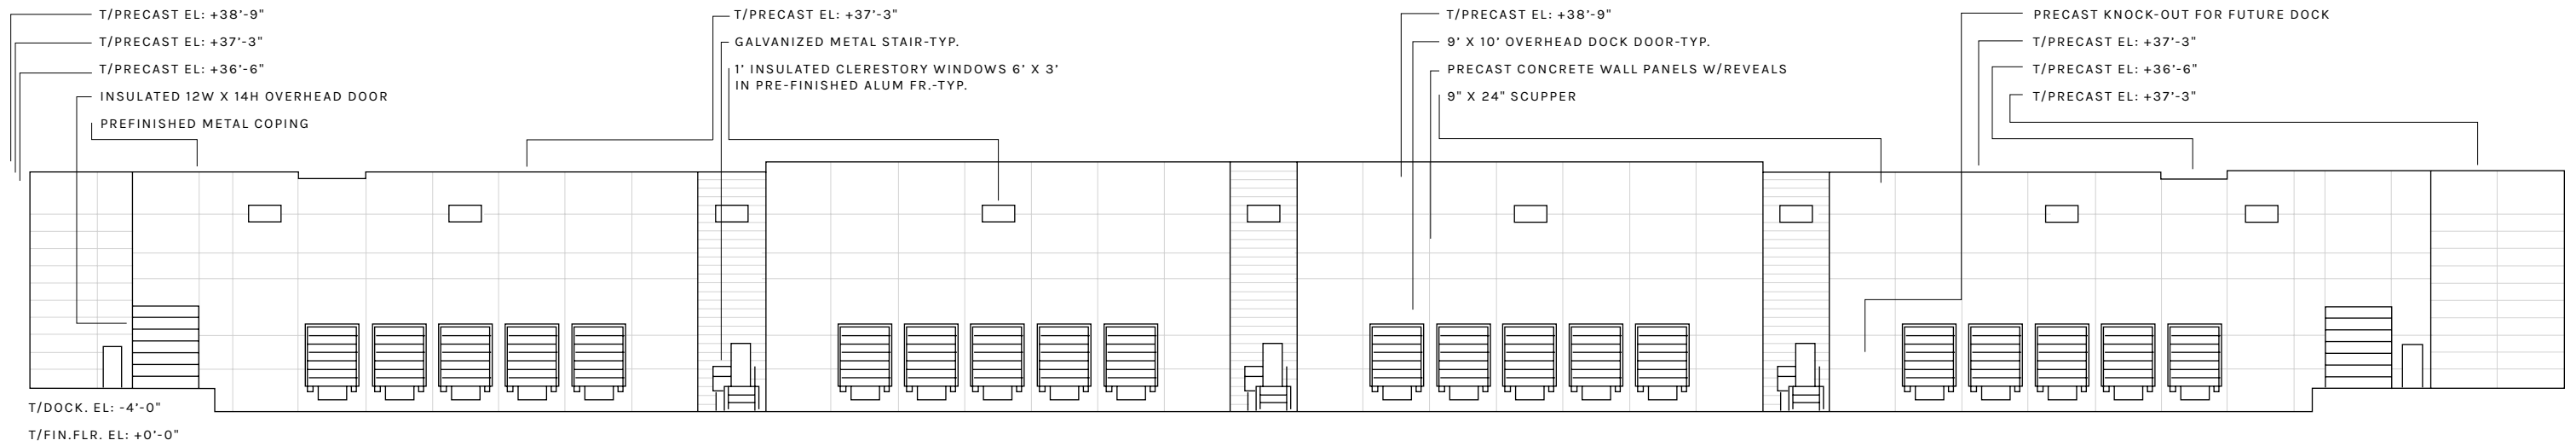 T/PRECAST EL: +38'-9"
T/PRECAST EL: +37'-3"
T/PRECAST EL: +36'-6"
INSULATED 12W X 14H OVERHEAD DOOR
PREFINISHED METAL COPING
T/PRECAST EL: +37'-3"
GALVANIZED METAL STAIR-TYP.
1' INSULATED CLERESTORY WINDOWS 6' X 3'
IN PRE-FINISHED ALUM FR.-TYP.
T/PRECAST EL: +38'-9"
9' X 10' OVERHEAD DOCK DOOR-TYP.
PRECAST CONCRETE WALL PANELS W/REVEALS
9" X 24" SCUPPER
PRECAST KNOCK-OUT FOR FUTURE DOCK
T/PRECAST EL: +37'-3"
T/PRECAST EL: +36'-6"
T/PRECAST EL: +37'-3"
T/DOCK. EL: -4'-0"
T/FIN.FLR. EL: +0'-0"